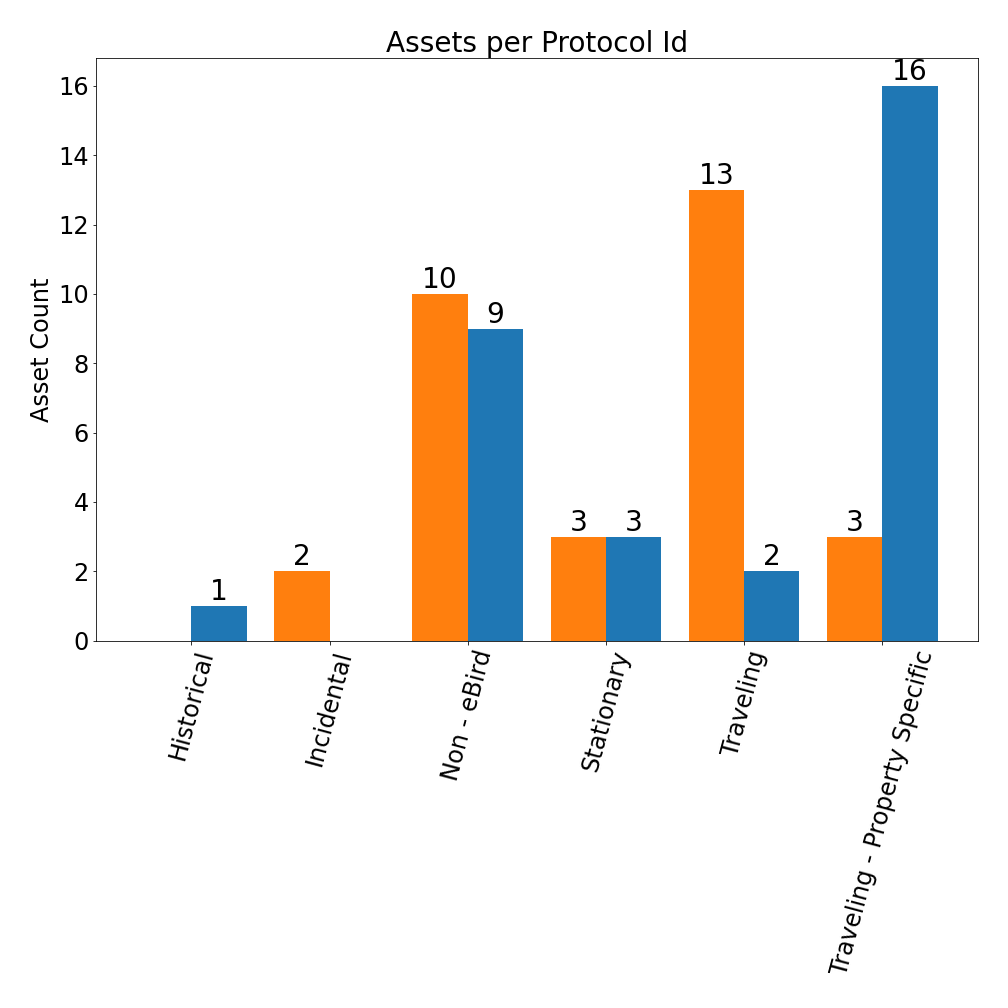 Assets per Protocol Id
Asset Count
16
14
12
10
8
6
4
2
0
1
2
10
9
3
3
13
2
3
16
Historical
Incidental
Non - eBird
Stationary
Traveling
Traveling - Property Specific